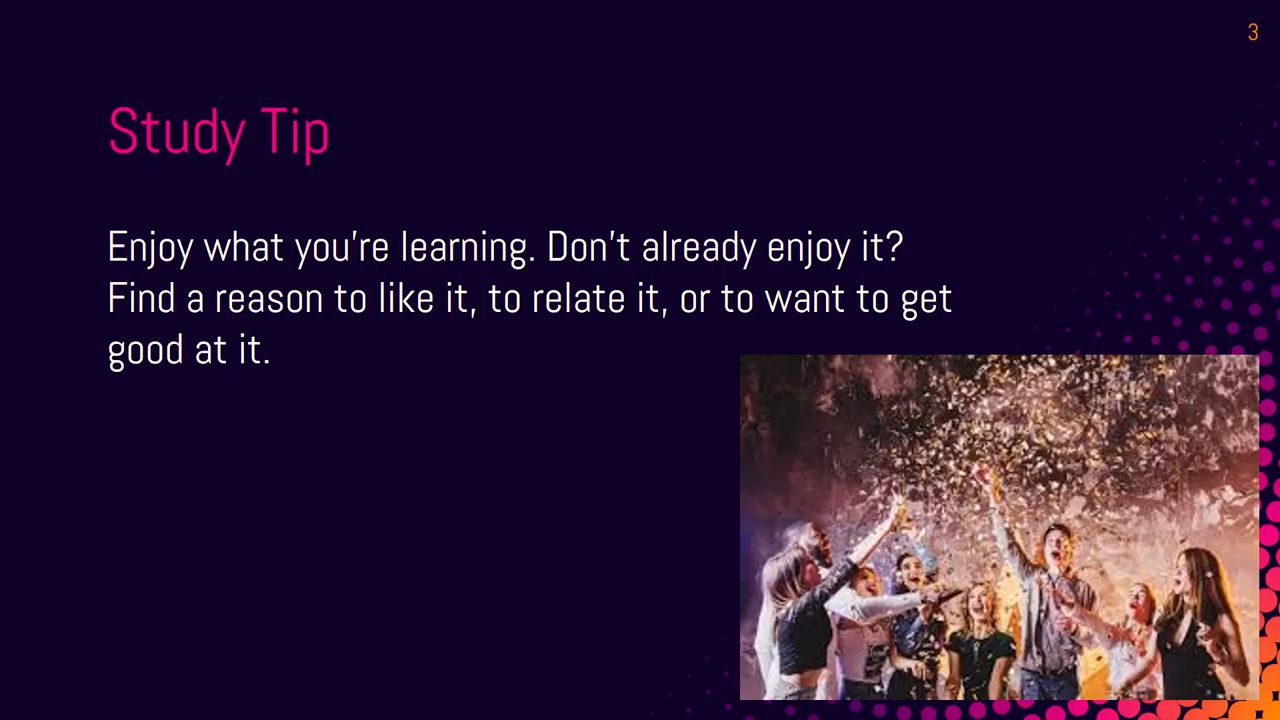 3
Study Tip
Enjoy what you're learning. Don't already enjoy it?
Find a reason to like it, to relate it, or to want to get
good at it.